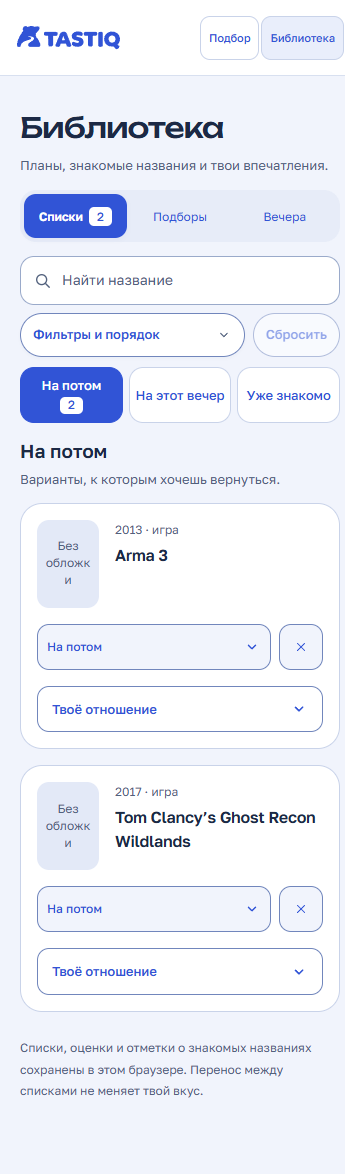 TASTIQ
Подбор
Библиотека
Библиотека
Планы, знакомые названия и твои впечатления.
Списки 2
Подборы
Вечера
Найти название
Фильтры и порядок
Сбросить
На потом
2
На этот вечер
Уже знакомо
На потом
Варианты, к которым хочешь вернуться.
Без
обложк
и
2013 · игра
Arma 3
На потом
Твоё отношение
Без
обложк
и
2017 · игра
Tom Clancy’s Ghost Recon
Wildlands
На потом
Твоё отношение
Списки, оценки и отметки о знакомых названиях
сохранены в этом браузере. Перенос между
списками не меняет твой вкус.